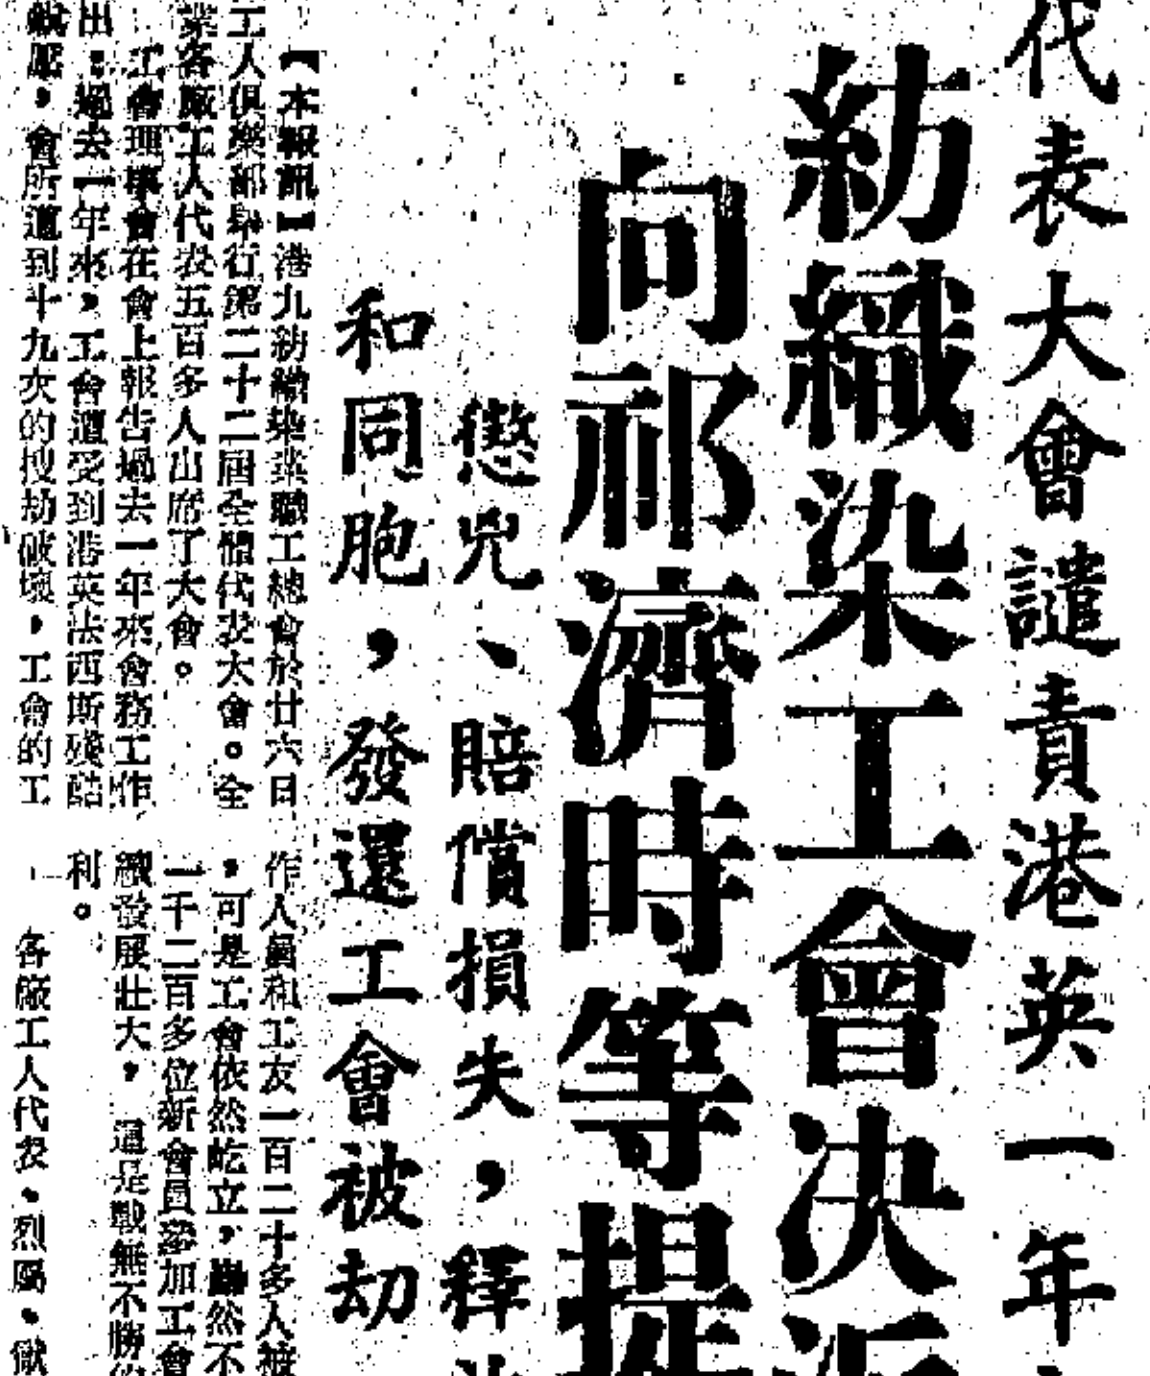 代表大會譴責港英一年
紡織染工會決派
向祁濟時等提
懲兇、賠償損失，釋
和同胞，發還工會被劫
【本報訊】港九紡織染業職工總會於廿六日
工人俱樂部舉行第二十二屆全體代表大會。全
業各廠工人代表五百多人出席了大會。
工會理事會在會上報告過去一年來會務工作
出：過去一年來，工會遭受到港英法西斯殘酷
鎮壓，會所遭到十九次的搜劫破壞，工會的工
作人員和工友一百二十多人被
，可是工會依然屹立，巋然不
一千二百多位新會員參加工會
續發展壯大，這是戰無不勝的
利。
各廠工人代表、烈屬、獄